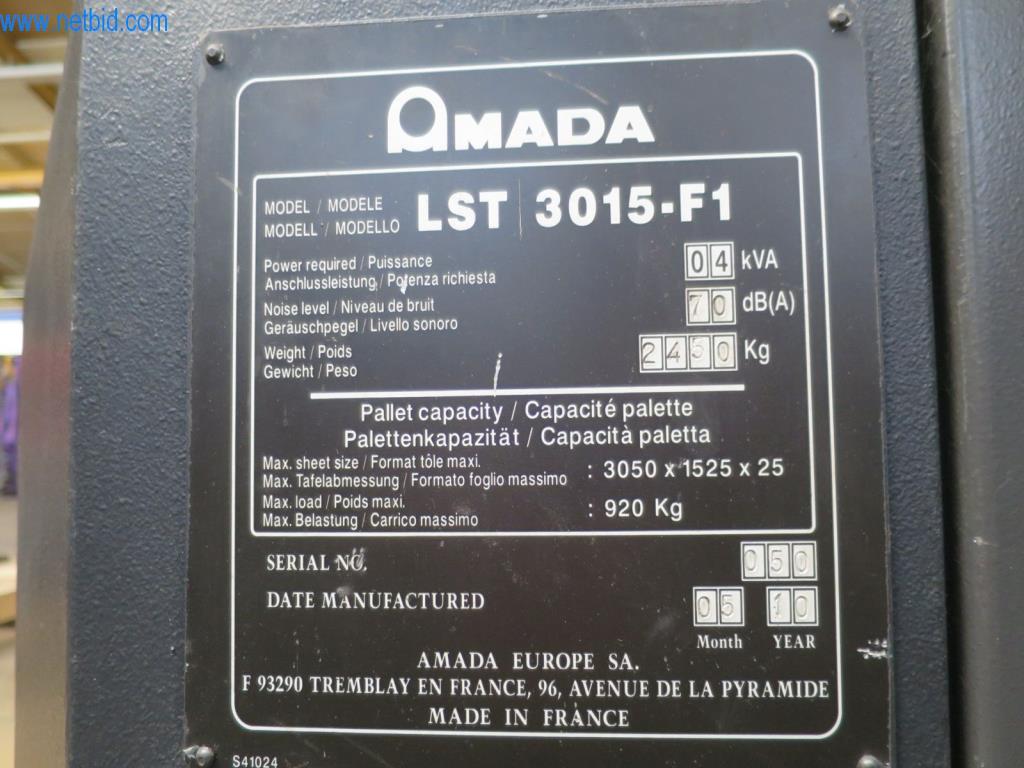 www.netbid.com
AMADA
MODEL / MODELE
MODELL / MODELLO
LST 3015-F1
Power required / Puissance
Anschlussleistung / Potenza richiesta
04 kVA
Noise level / Niveau de bruit
Geräuschpegel / Livello sonoro
70 dB(A)
Weight / Poids
Gewicht / Peso
2450 Kg
Pallet capacity / Capacité palette
Palettenkapazität / Capacità paletta
Max. sheet size / Format tôle maxi.
Max. Tafelabmessung / Formato foglio massimo
: 3050 x 1525 x 25
Max. load / Poids maxi.
Max. Belastung / Carrico massimo
: 920 Kg
SERIAL NO. 050
DATE MANUFACTURED 05 10
Month YEAR
AMADA EUROPE SA.
F 93290 TREMBLAY EN FRANCE, 96, AVENUE DE LA PYRAMIDE
MADE IN FRANCE
S41024